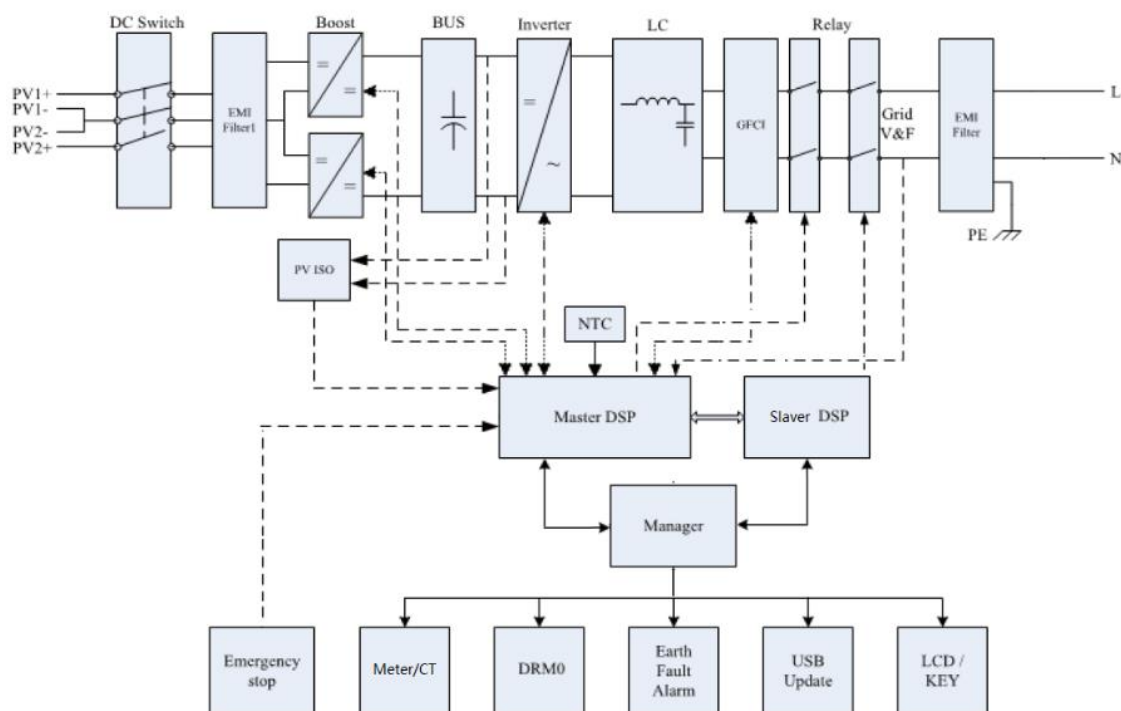 DC Switch
Boost
BUS
Inverter
LC
Relay
PV1+
PV1-
PV2-
PV2+
EMI
Filter1
=
=
=
=
=
~
GFCI
Grid
V&F
EMI
Filter
L
N
PE
PV ISO
NTC
Master DSP
Slaver DSP
Manager
Emergency
stop
Meter/CT
DRM0
Earth
Fault
Alarm
USB
Update
LCD /
KEY